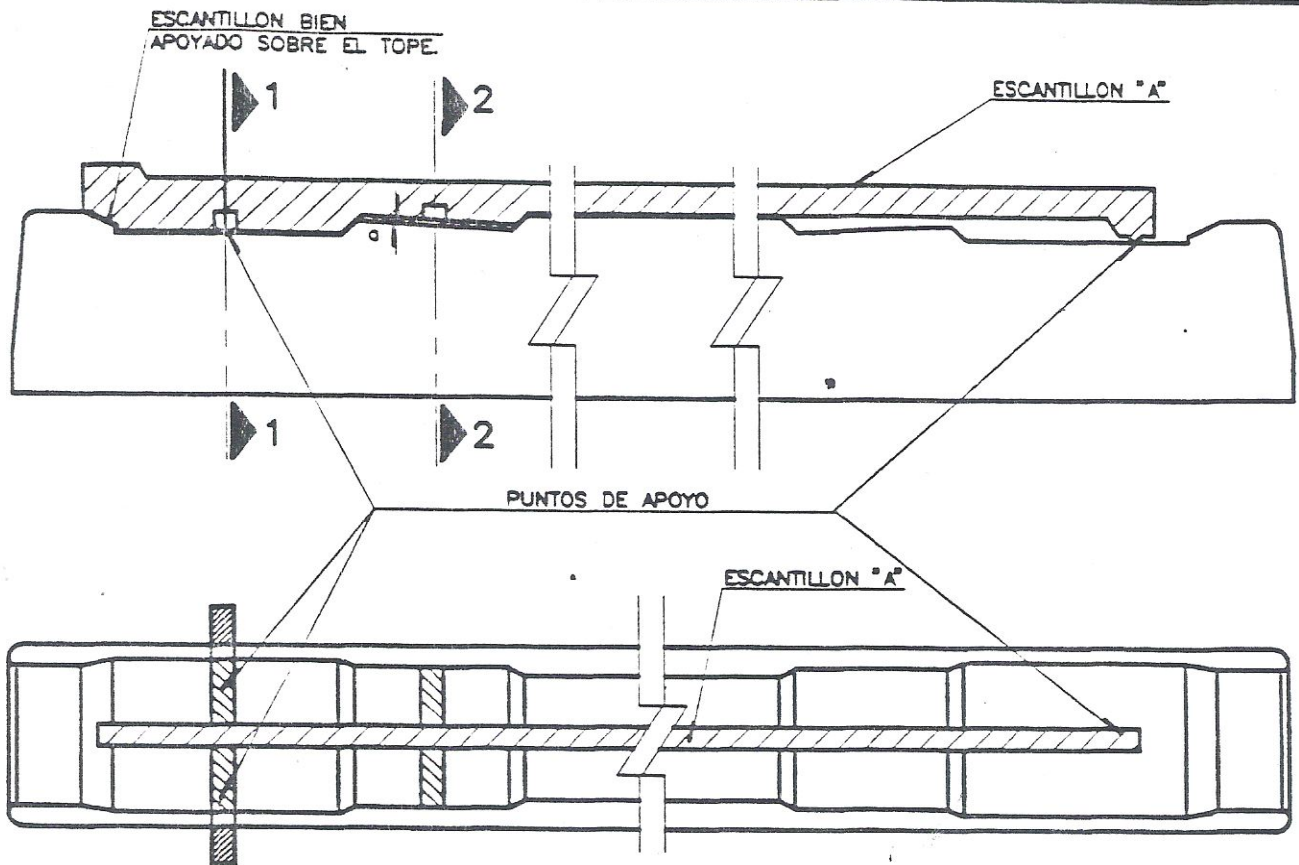 ESCANTILLON BIEN
APOYADO SOBRE EL TOPE.
1
2
ESCANTILLON "A"
a
1
2
PUNTOS DE APOYO
ESCANTILLON "A"